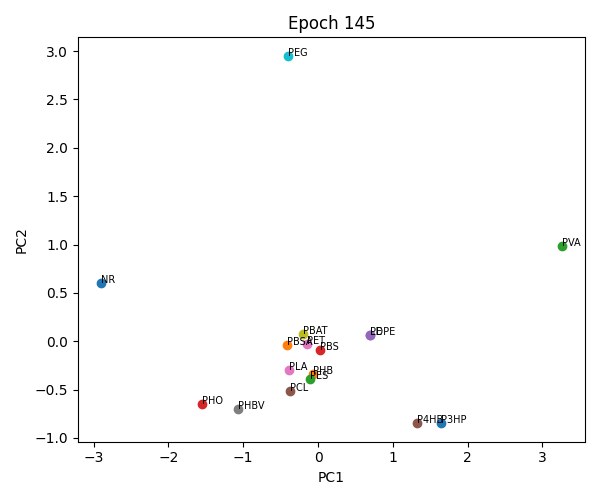 Epoch 145
PEG
PVA
NR
PBAT
LDPE
PBSA
PET
PBS
PLA
PHB
PES
PCL
PHO
PHBV
P4HB
P3HP
3.0
2.5
2.0
1.5
1.0
0.5
0.0
−0.5
−1.0
PC2
−3
−2
−1
0
1
2
3
PC1